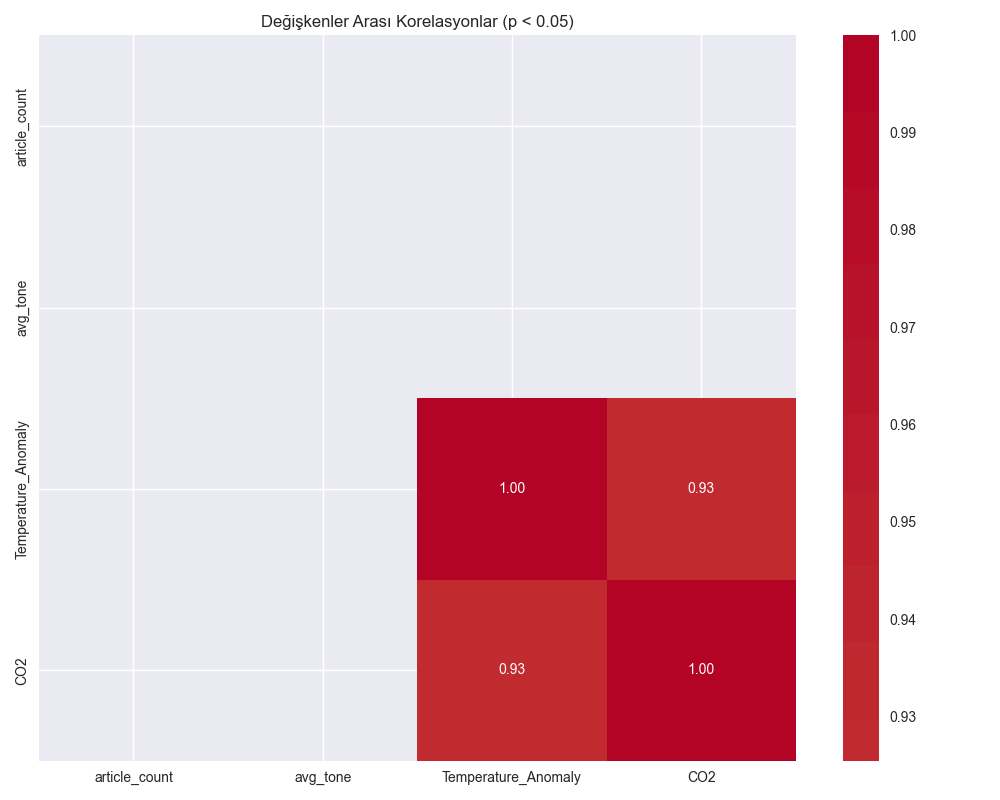 Değişkenler Arası Korelasyonlar (p < 0.05)
article_count
avg_tone
Temperature_Anomaly
CO2
1.00
0.93
0.93
1.00
article_count
avg_tone
Temperature_Anomaly
CO2
1.00
0.99
0.98
0.97
0.96
0.95
0.94
0.93